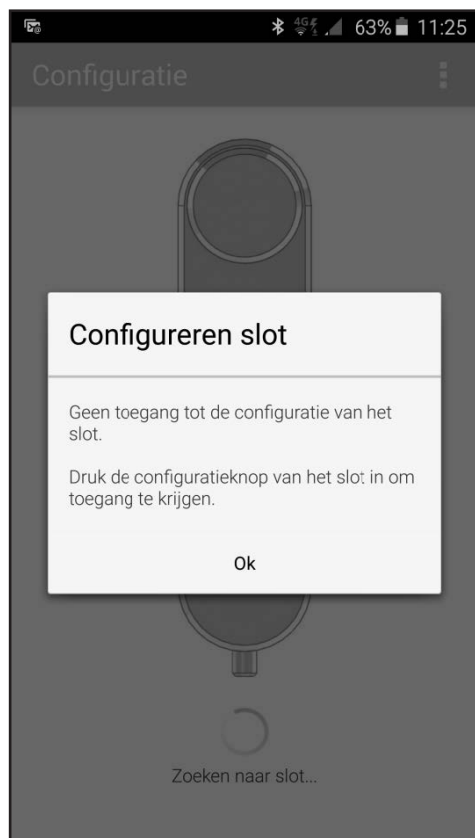 4G 63% 11:25
Configuratie
Configureren slot
Geen toegang tot de configuratie van het
slot.
Druk de configuratieknop van het slot in om
toegang te krijgen.
Ok
Zoeken naar slot...